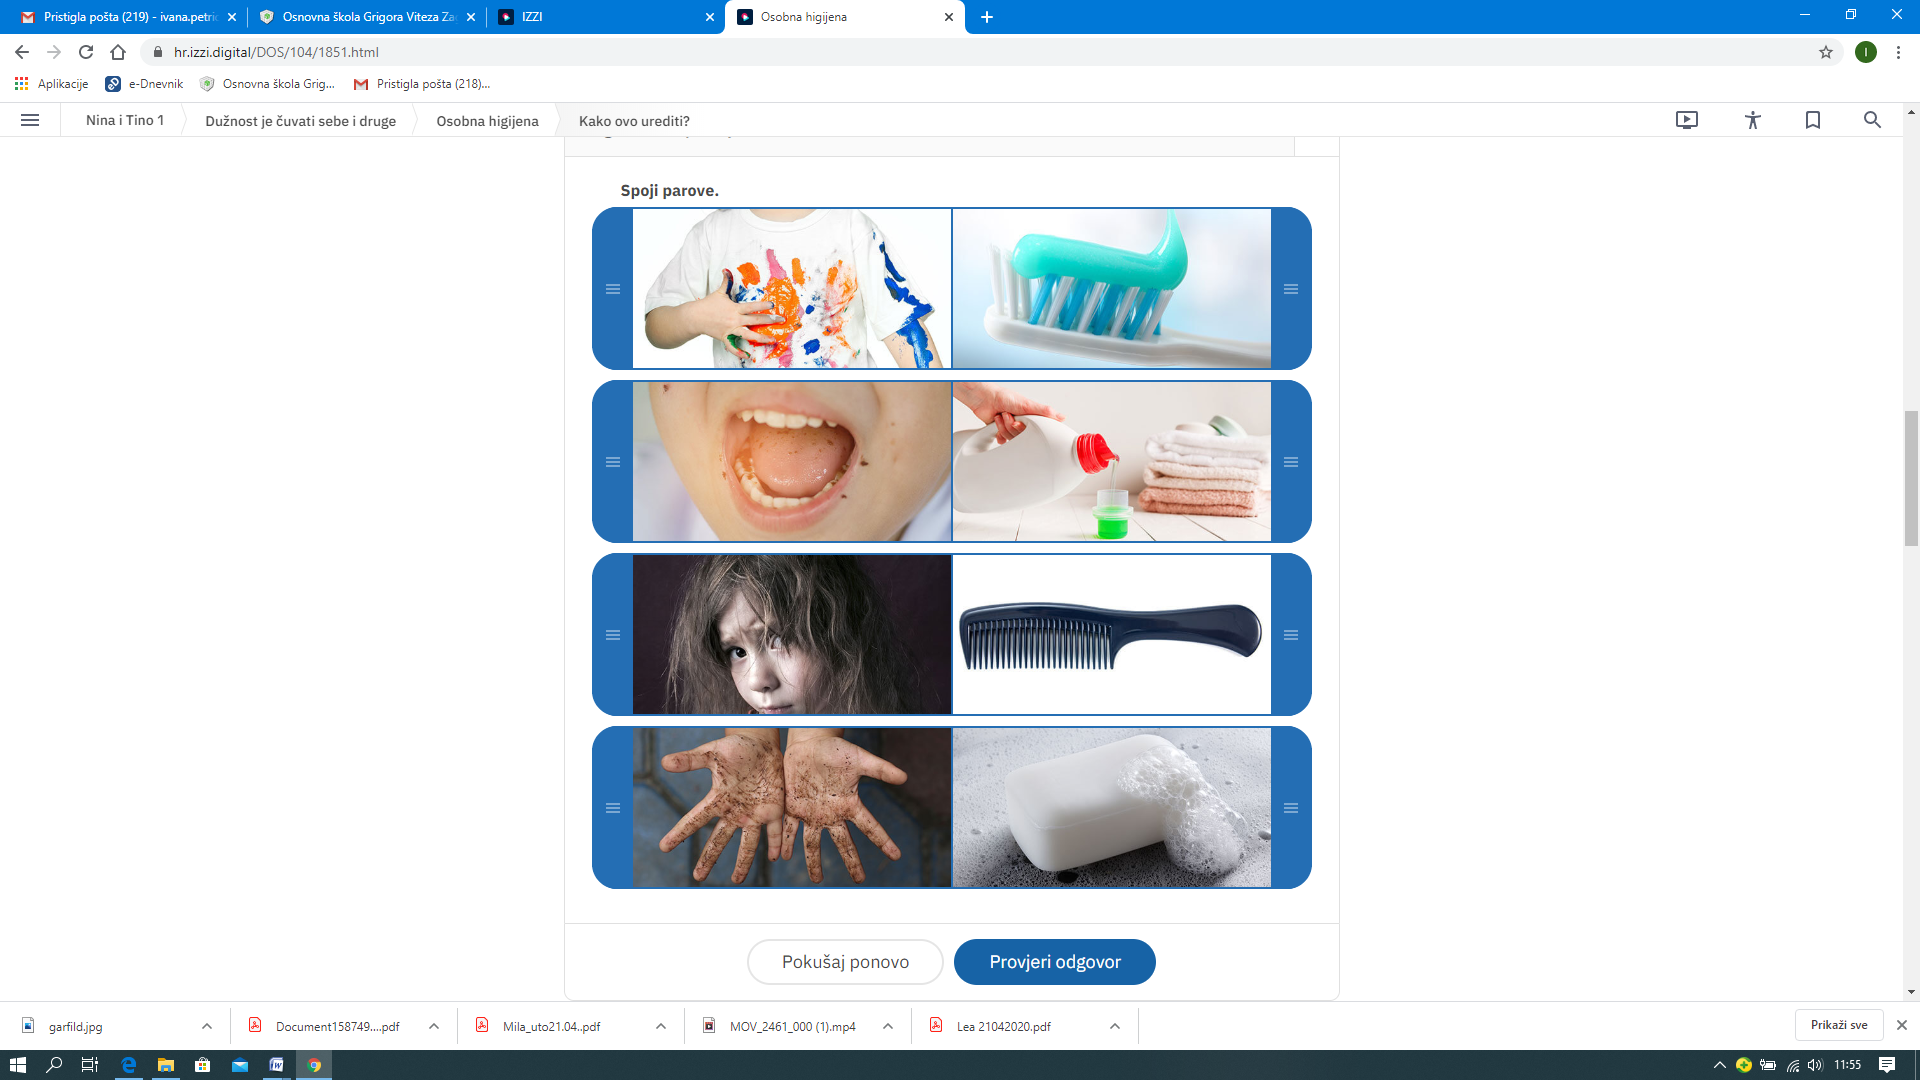 Pristigla pošta (219) - ivana.petri
Osnovna škola Grigora Viteza Za
IZZI
Osobna higijena
hr.izzi.digital/DOS/104/1851.html
I
Aplikacije
e-Dnevnik
Osnovna škola Grig...
Pristigla pošta (218)...
Nina i Tino 1
Dužnost je čuvati sebe i druge
Osobna higijena
Kako ovo urediti?
Spoji parove.
Pokušaj ponovo
Provjeri odgovor
garfild.jpg
Document158749....pdf
Mila_uto21.04..pdf
MOV_2461_000 (1).mp4
Lea 21042020.pdf
Prikaži sve
11:55